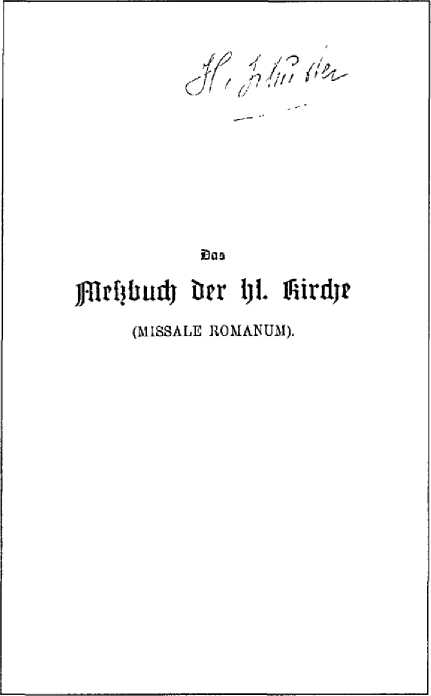 H.
Das
Meßbuch der hl. Kirche
(MISSALE ROMANUM).